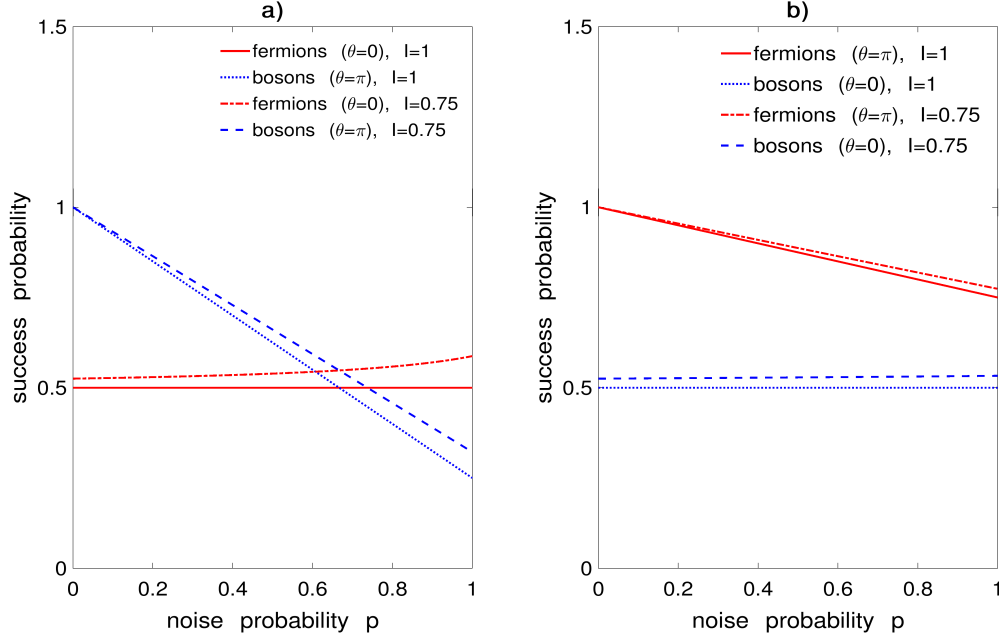 a)
1.5
1
0.5
0
success probability
fermions (θ=0), I=1
bosons (θ=π), I=1
fermions (θ=0), I=0.75
bosons (θ=π), I=0.75
0 0.2 0.4 0.6 0.8 1
noise probability p
b)
1.5
1
0.5
0
success probability
fermions (θ=π), I=1
bosons (θ=0), I=1
fermions (θ=π), I=0.75
bosons (θ=0), I=0.75
0 0.2 0.4 0.6 0.8 1
noise probability p